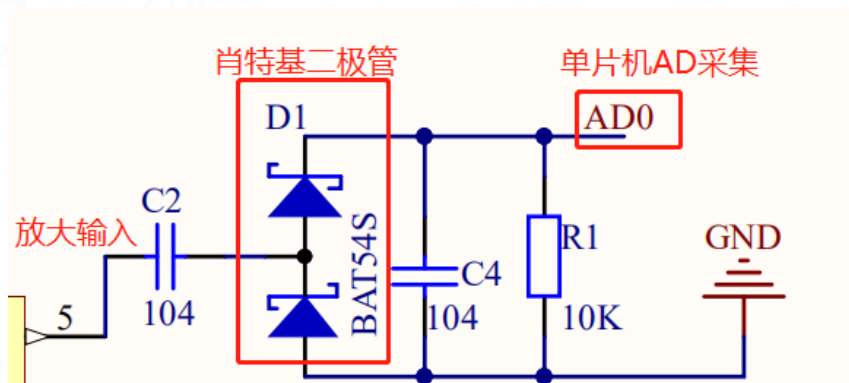 肖特基二极管
单片机AD采集
D1
AD0
C2
放大输入
BAT54S
R1
GND
C4
5
104
104
10K